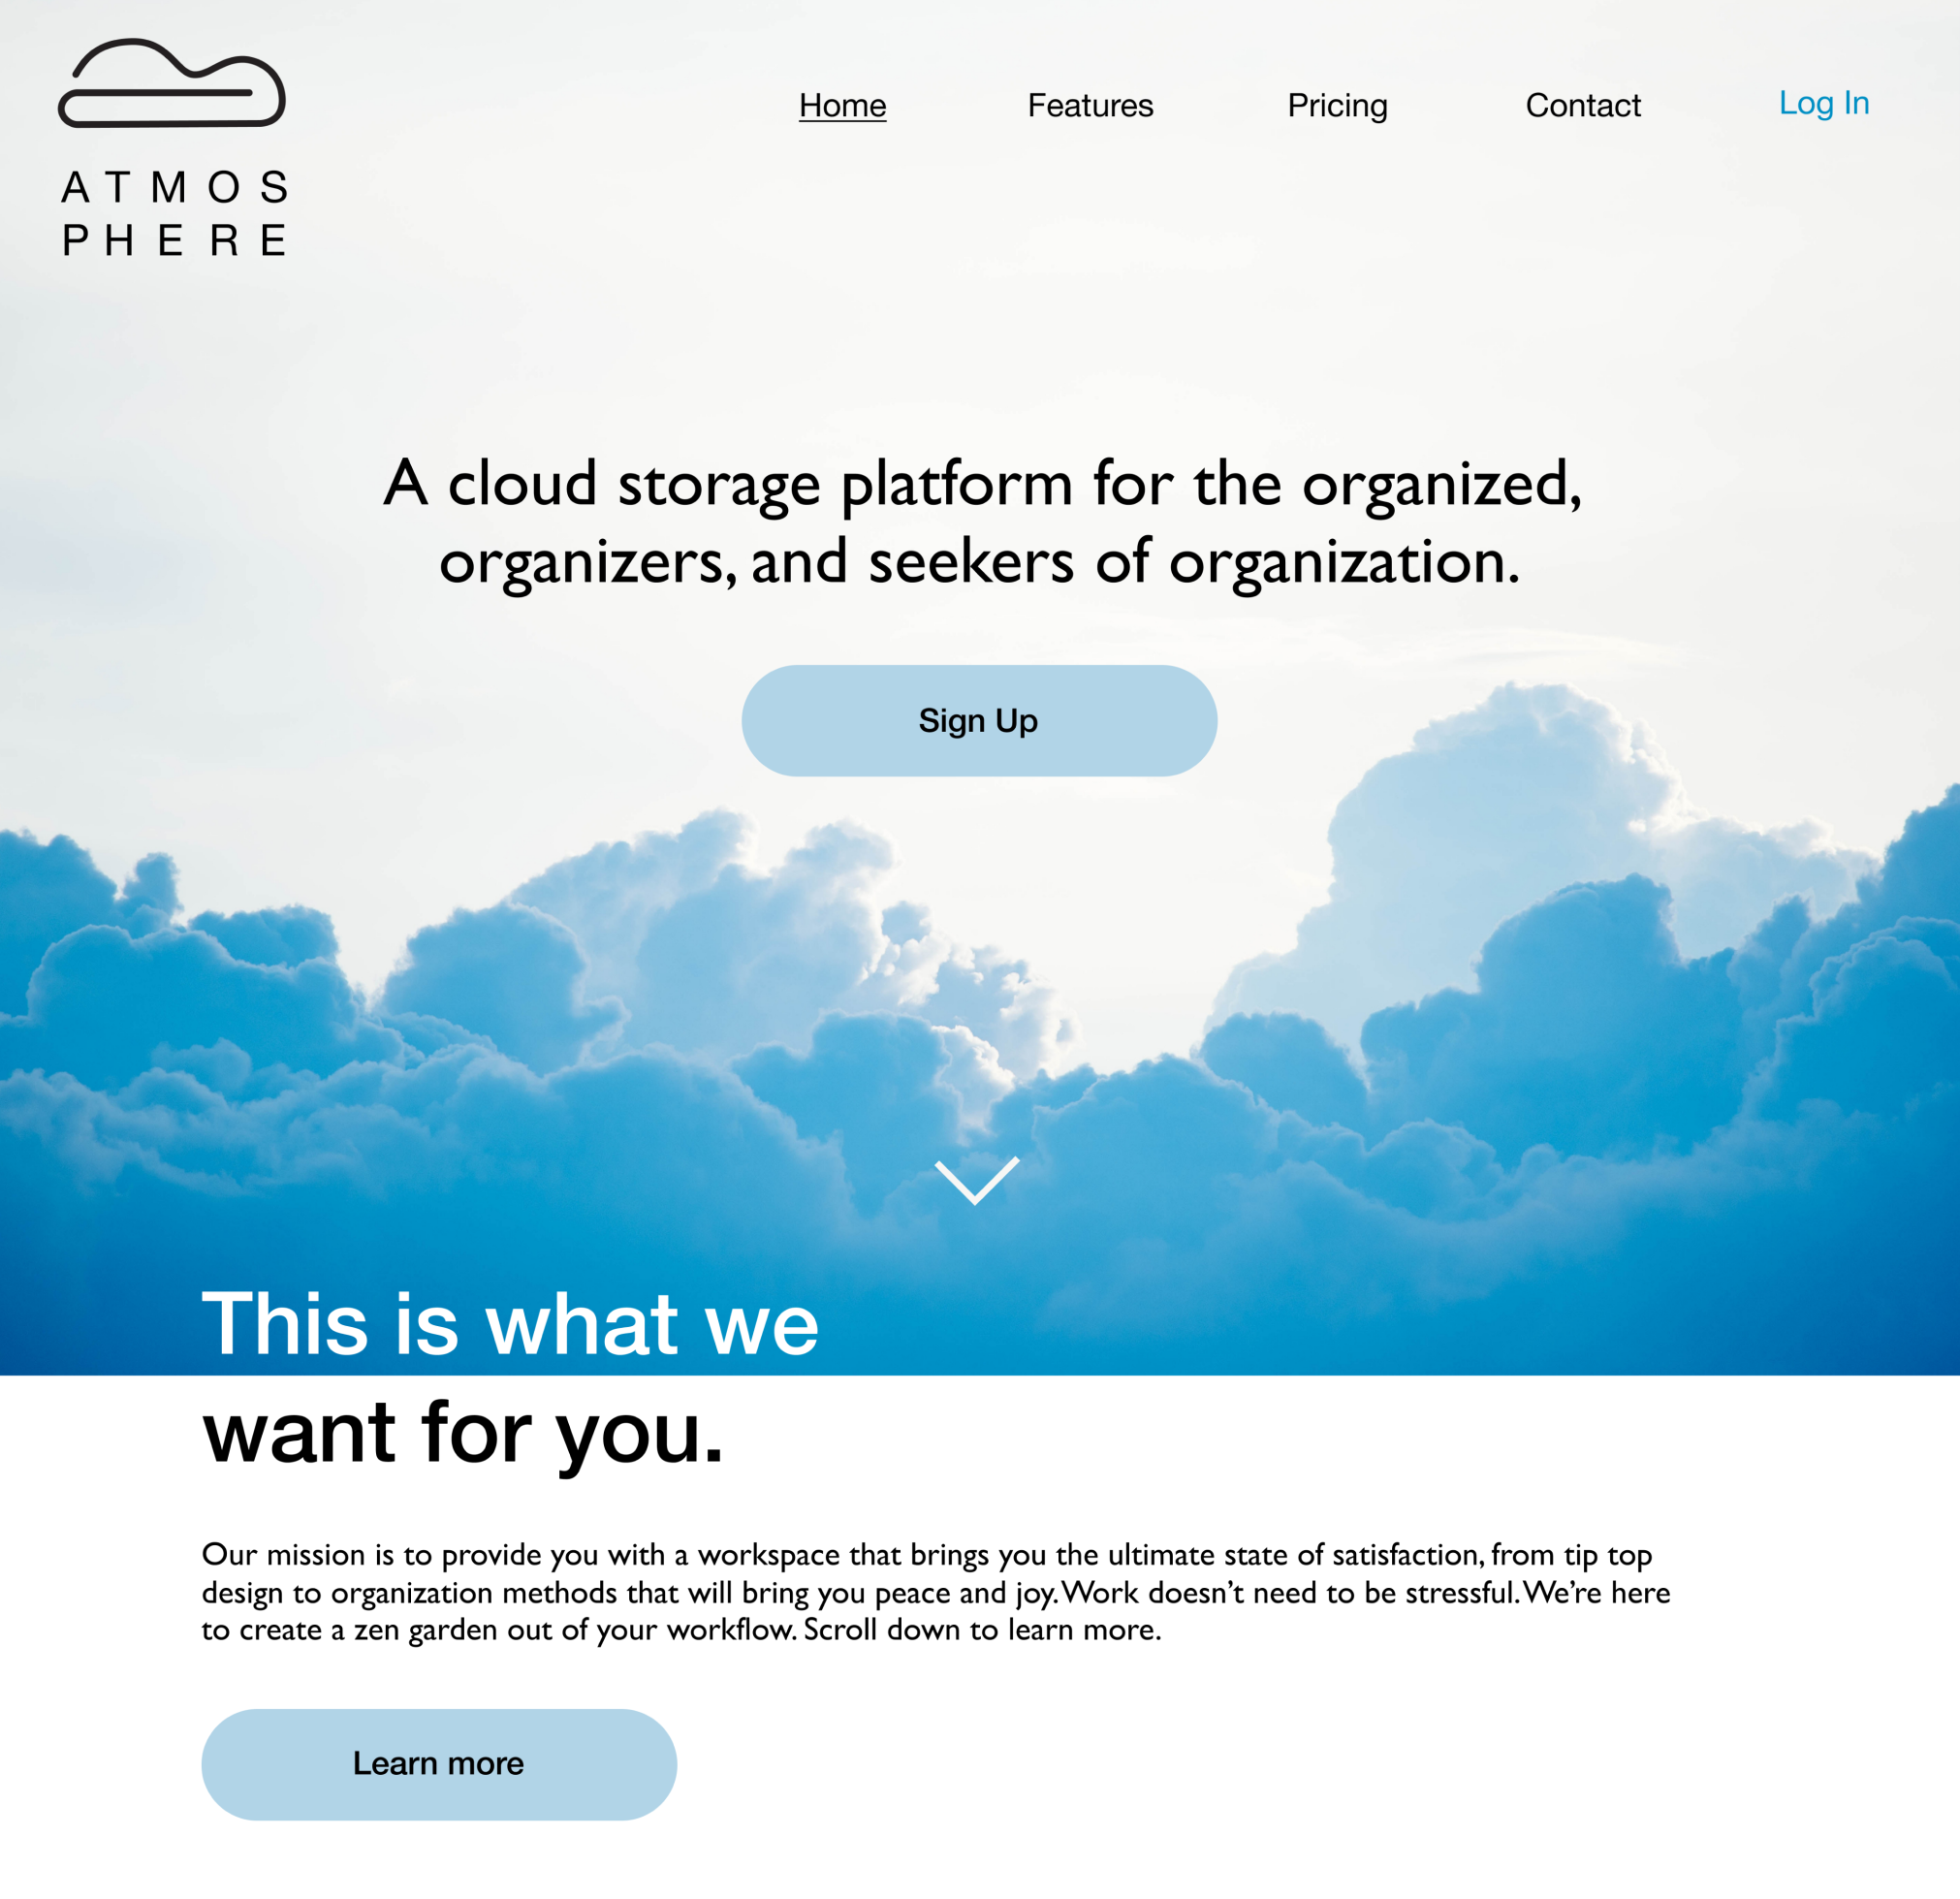 ATMOS
PHERE
Home Features Pricing Contact Log In
A cloud storage platform for the organized,
organizers, and seekers of organization.
Sign Up
This is what we
want for you.
Our mission is to provide you with a workspace that brings you the ultimate state of satisfaction, from tip top
design to organization methods that will bring you peace and joy. Work doesn’t need to be stressful. We’re here
to create a zen garden out of your workflow. Scroll down to learn more.
Learn more